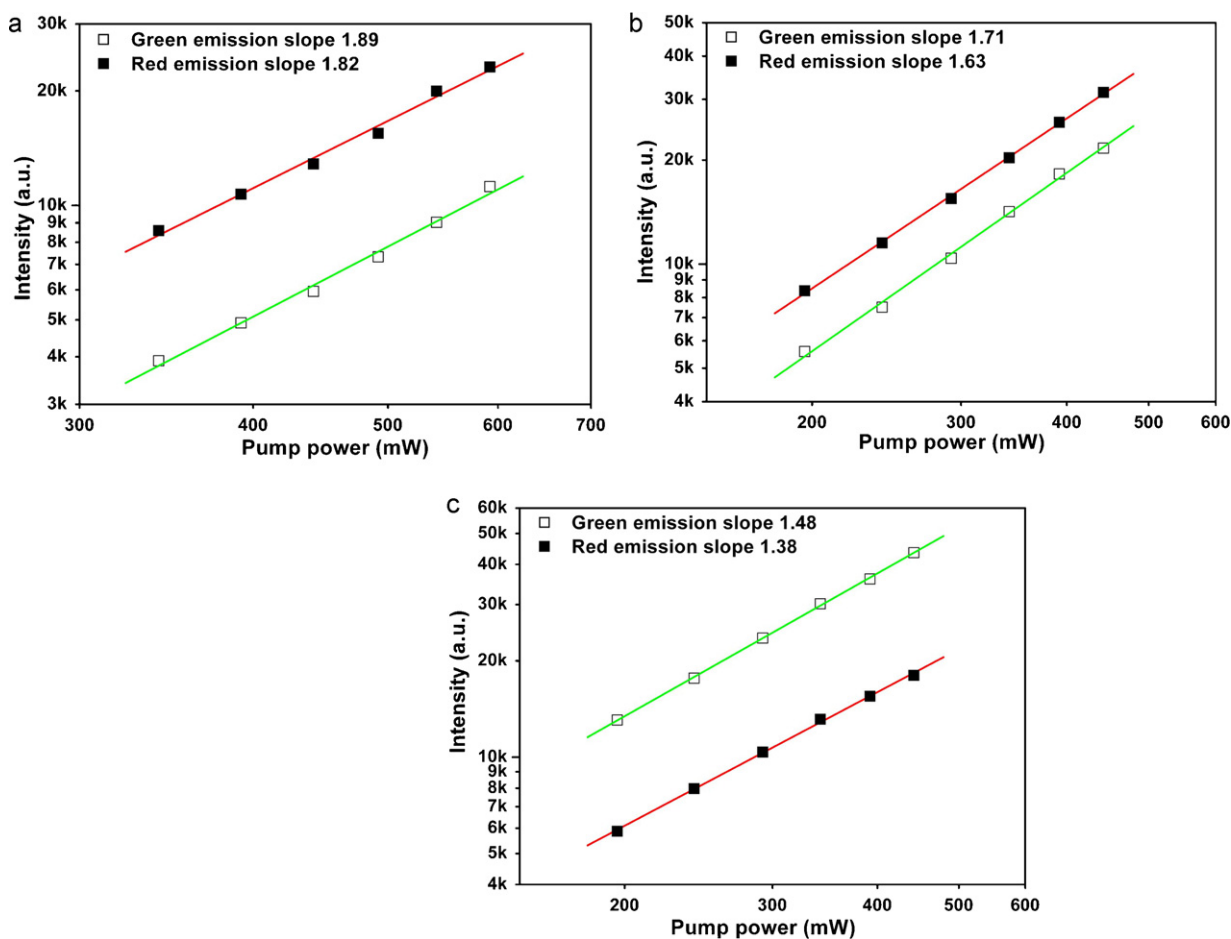 a
Green emission slope 1.89
Red emission slope 1.82
30k
20k
10k
9k
8k
7k
6k
5k
4k
3k
Intensity (a.u.)
300
400
500
600
700
Pump power (mW)
b
Green emission slope 1.71
Red emission slope 1.63
50k
40k
30k
20k
10k
9k
8k
7k
6k
5k
4k
Intensity (a.u.)
200
300
400
500
600
Pump power (mW)
c
Green emission slope 1.48
Red emission slope 1.38
60k
50k
40k
30k
20k
10k
9k
8k
7k
6k
5k
4k
Intensity (a.u.)
200
300
400
500
600
Pump power (mW)